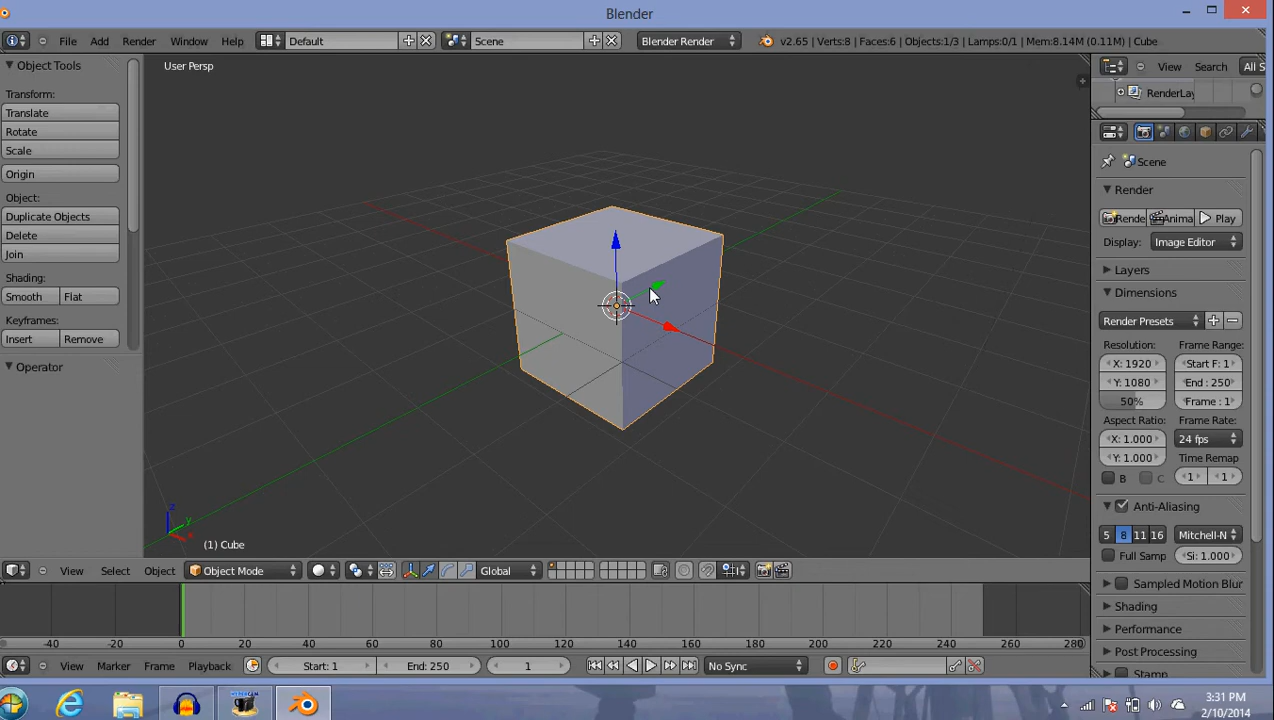 Blender
File Add Render Window Help Default Scene Blender Render v2.65 | Verts:8 | Faces:6 | Objects:1/3 | Lamps:0/1 | Mem:8.14M (0.11M) | Cube
Object Tools
Transform:
Translate
Rotate
Scale
Origin
Object:
Duplicate Objects
Delete
Join
Shading:
Smooth Flat
Keyframes:
Insert Remove
Operator
User Persp
z
y
x
(1) Cube
View Search All S
RenderLay
Scene
Render
Rende Anima Play
Display: Image Editor
Layers
Dimensions
Render Presets
Resolution: Frame Range:
X: 1920 Start F: 1
Y: 1080 End : 250
50% Frame : 1
Aspect Ratio: Frame Rate:
X: 1.000 24 fps
Y: 1.000 Time Remap
B C 1 1
Anti-Aliasing
5 8 11 16 Mitchell-N
Full Samp Si: 1.000
Sampled Motion Blur
Shading
Performance
Post Processing
Stamp
View Select Object Object Mode Global
-40 -20 0 20 40 60 80 100 120 140 160 180 200 220 240 260 280
View Marker Frame Playback Start: 1 End: 250 1 No Sync
HYPERCAM
3:31 PM
2/10/2014